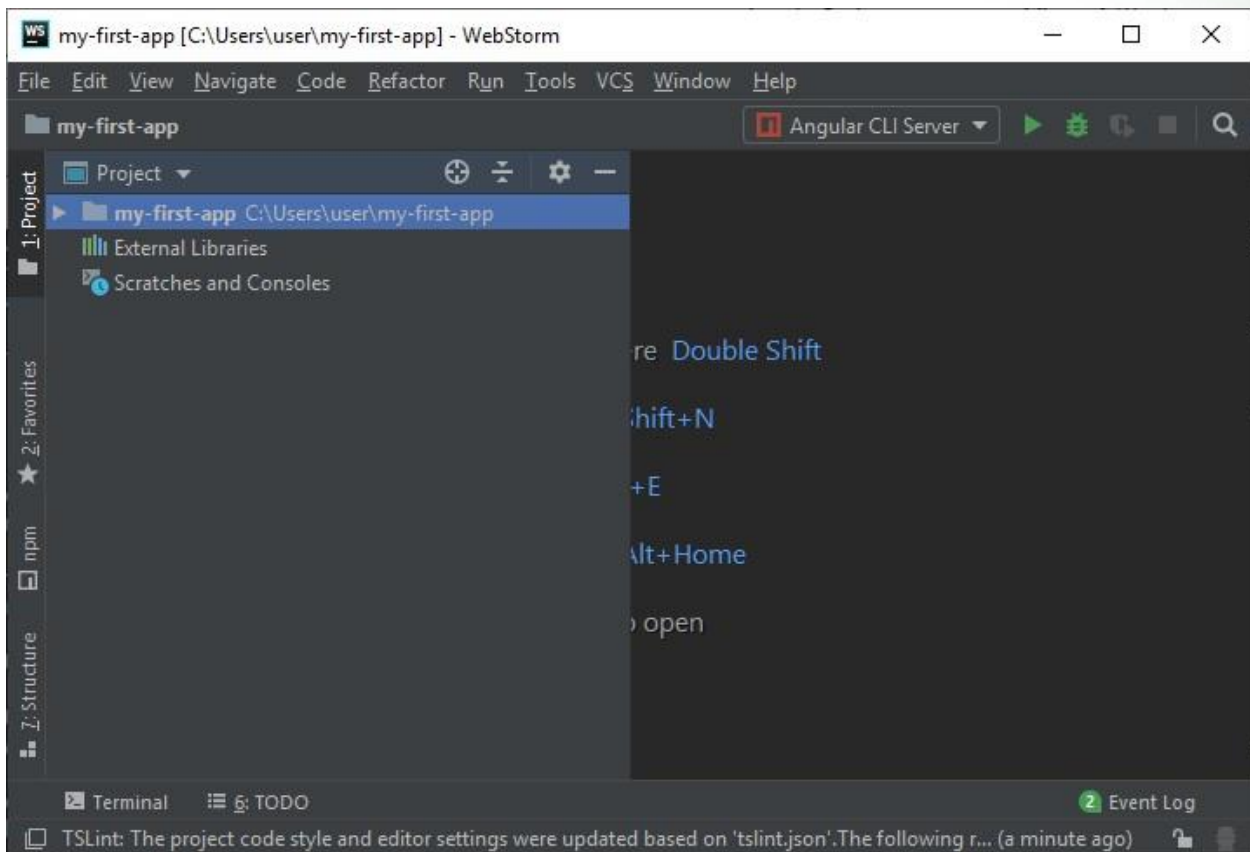 WS my-first-app [C:\Users\user\my-first-app] - WebStorm
File Edit View Navigate Code Refactor Run Tools VCS Window Help
my-first-app Angular CLI Server
1: Project
Project
my-first-app C:\Users\user\my-first-app
External Libraries
Scratches and Consoles
re Double Shift
Shift+N
2: Favorites
+E
npm
Alt+Home
o open
7: Structure
Terminal 6: TODO 2 Event Log
TSLint: The project code style and editor settings were updated based on 'tslint.json'.The following r... (a minute ago)